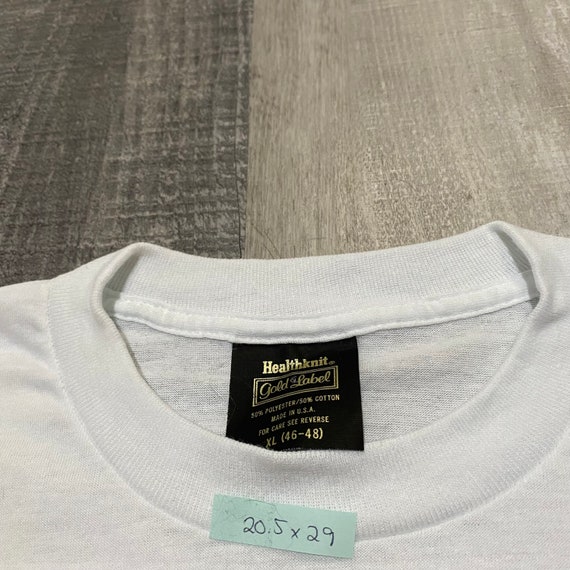 Healthknit
Gold Label
50% POLYESTER/50% COTTON
MADE IN U.S.A.
FOR CARE SEE REVERSE
XL (46-48)
20.5 x 29